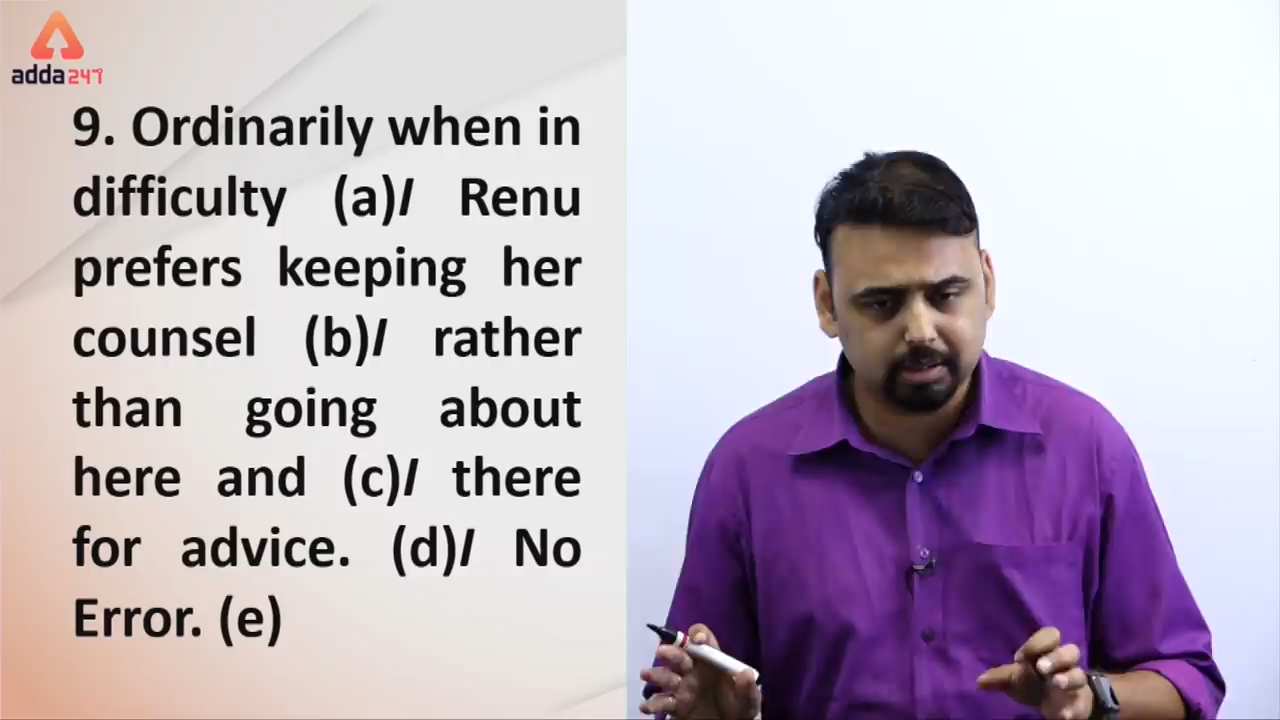 adda247
9. Ordinarily when in
difficulty (a)/ Renu
prefers keeping her
counsel (b)/ rather
than going about
here and (c)/ there
for advice. (d)/ No
Error. (e)